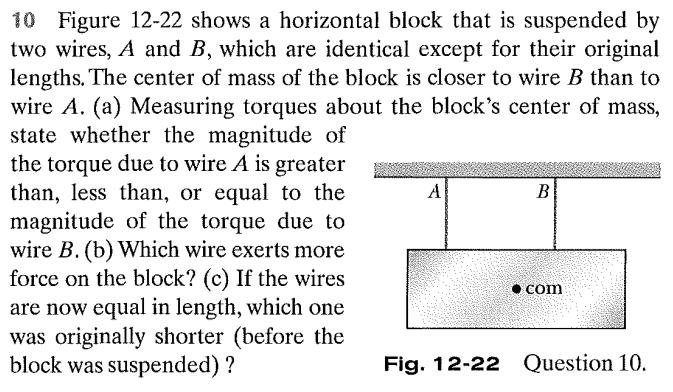 10 Figure 12-22 shows a horizontal block that is suspended by
two wires, A and B, which are identical except for their original
lengths. The center of mass of the block is closer to wire B than to
wire A. (a) Measuring torques about the block's center of mass,
state whether the magnitude of
the torque due to wire A is greater
than, less than, or equal to the
magnitude of the torque due to
wire B. (b) Which wire exerts more
force on the block? (c) If the wires
are now equal in length, which one
was originally shorter (before the
block was suspended) ?
A
B
com
Fig. 12-22 Question 10.